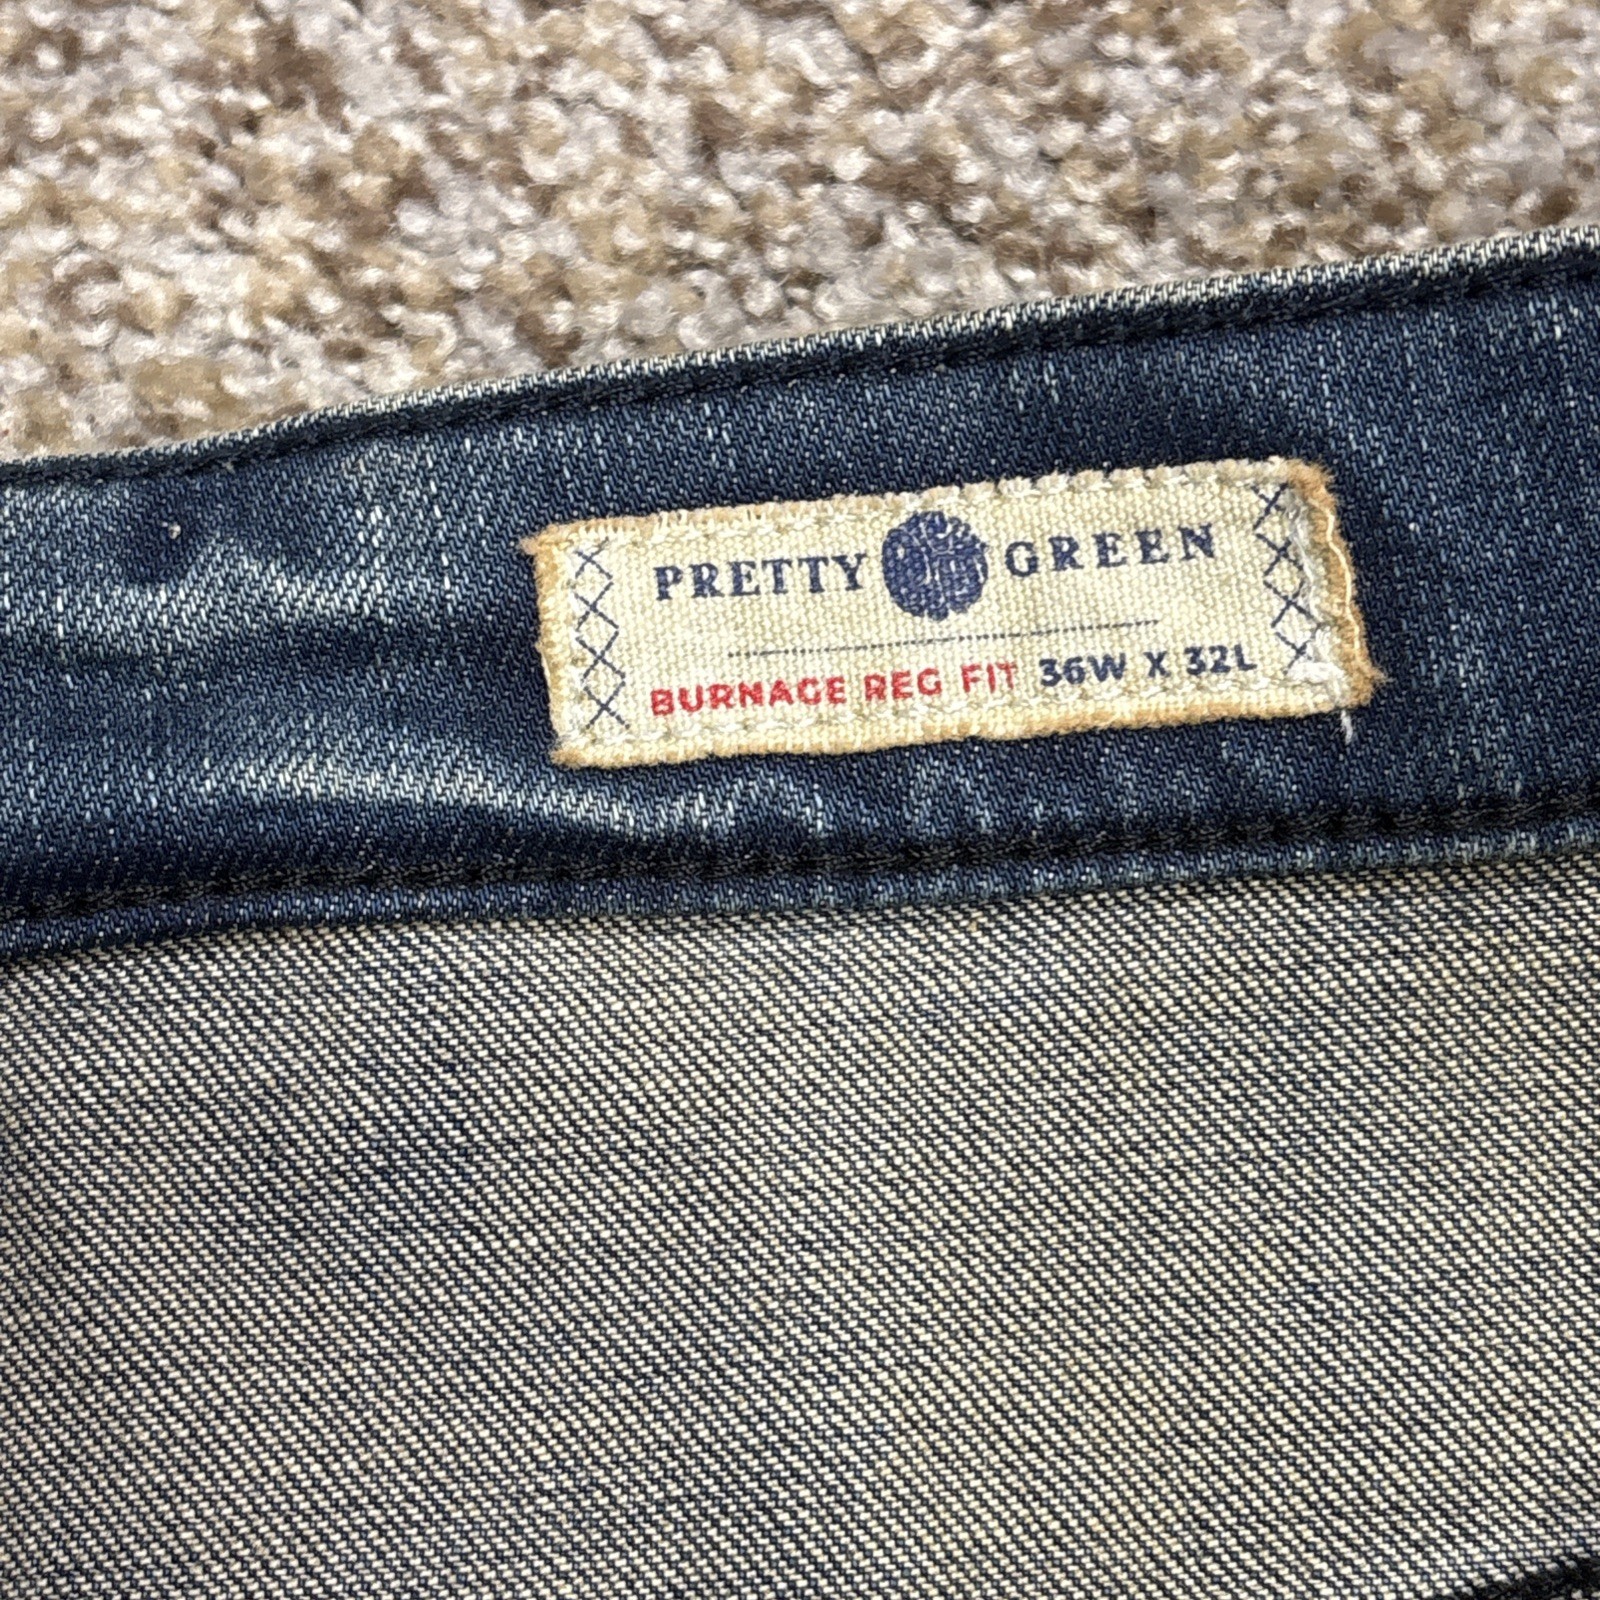 PRETTY GREEN
BURNAGE REG FIT 36W X 32L